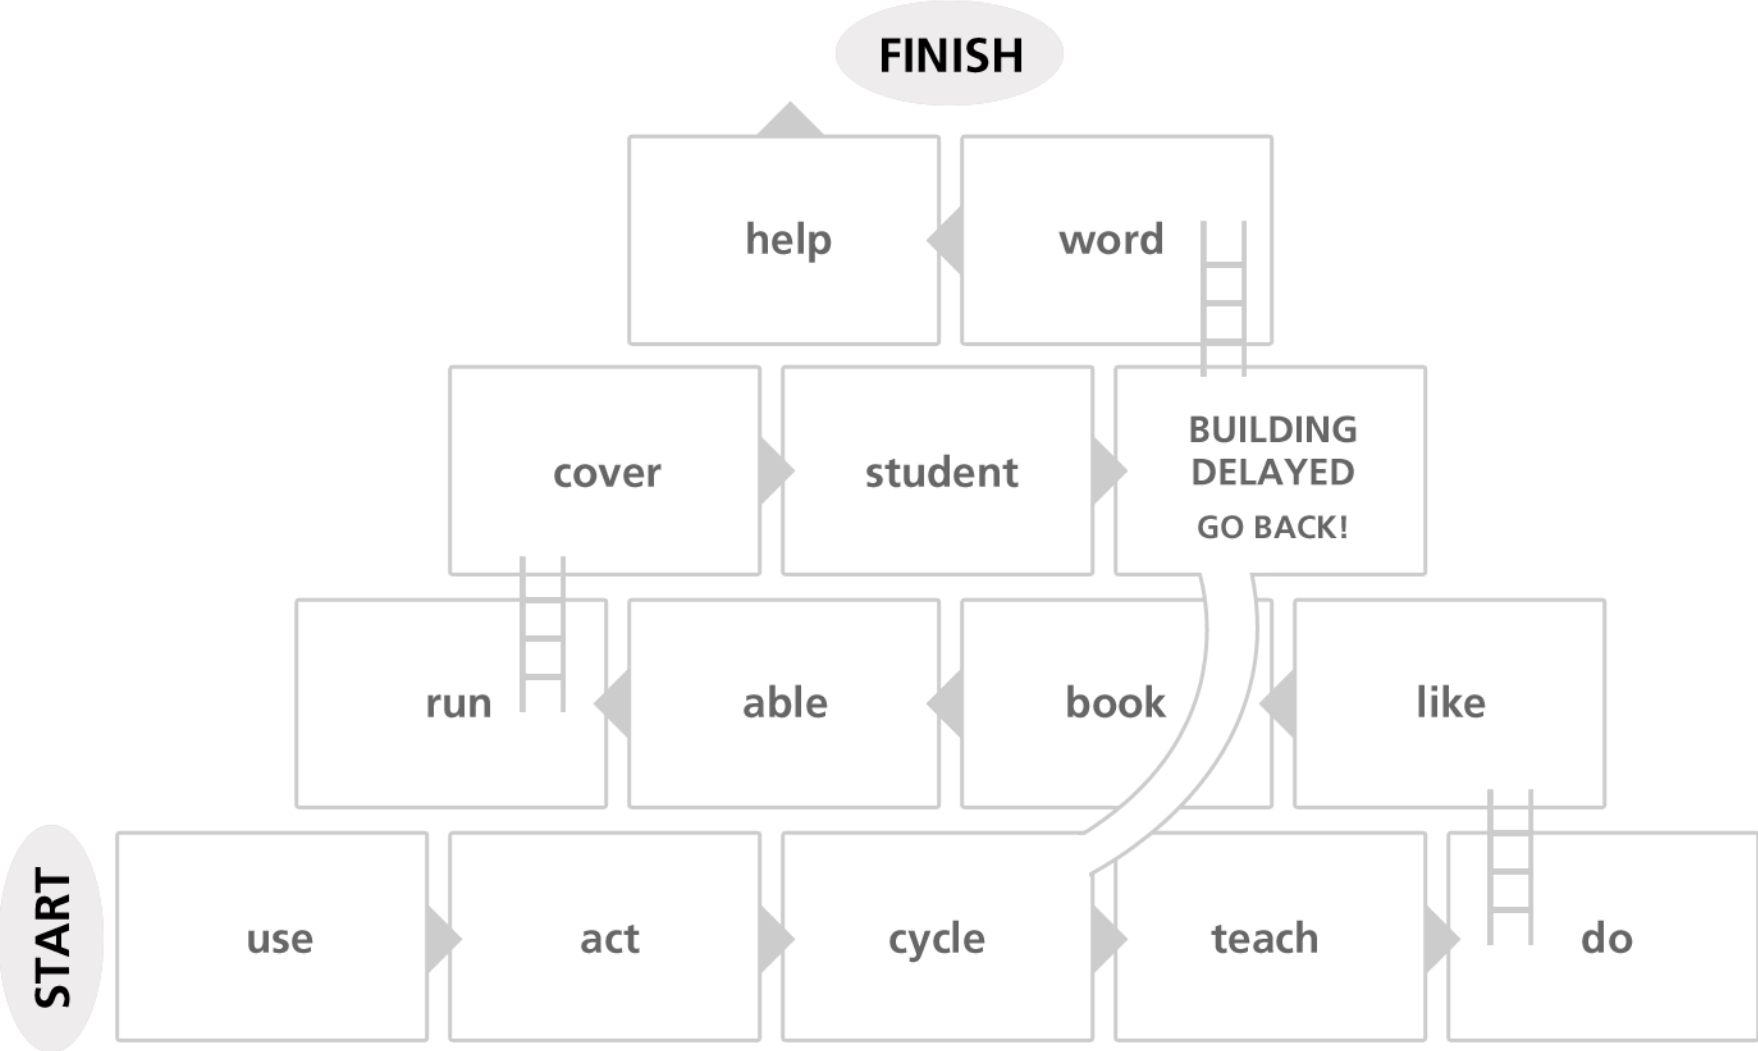 FINISH
help
word
cover
student
BUILDING
DELAYED
GO BACK!
run
able
book
like
START
use
act
cycle
teach
do